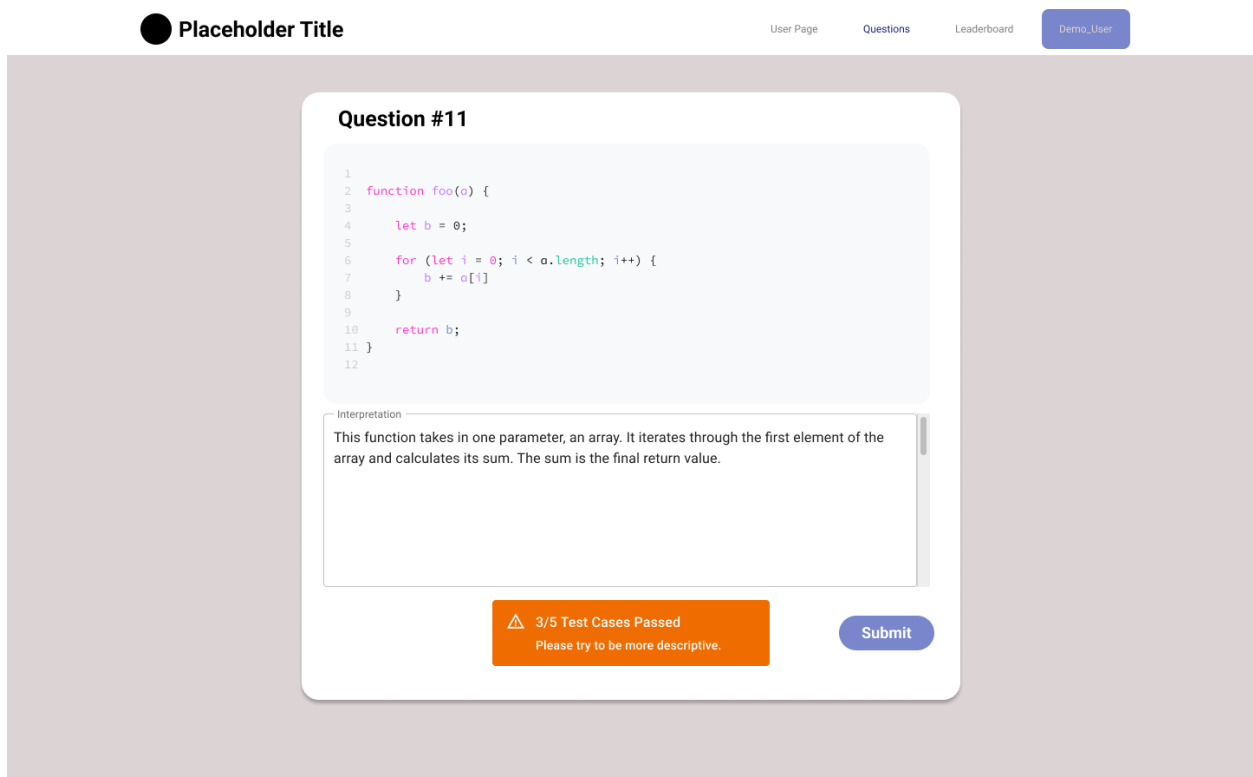 Placeholder Title
User Page
Questions
Leaderboard
Demo_User
Question #11
1
2 function foo(a) {
3
4     let b = 0;
5
6     for (let i = 0; i < a.length; i++) {
7         b += a[i]
8     }
9
10     return b;
11 }
12
Interpretation
This function takes in one parameter, an array. It iterates through the first element of the
array and calculates its sum. The sum is the final return value.
3/5 Test Cases Passed
Please try to be more descriptive.
Submit